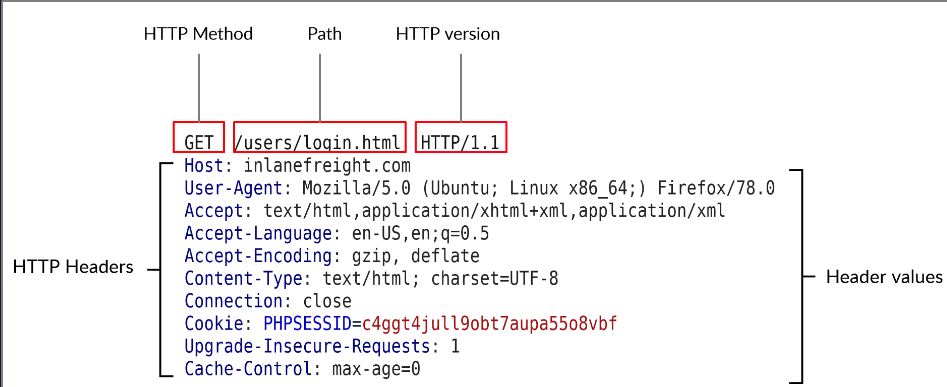 HTTP Method Path HTTP version
GET /users/login.html HTTP/1.1
Host: inlanefreight.com
User-Agent: Mozilla/5.0 (Ubuntu; Linux x86_64;) Firefox/78.0
Accept: text/html,application/xhtml+xml,application/xml
Accept-Language: en-US,en;q=0.5
Accept-Encoding: gzip, deflate
HTTP Headers
Content-Type: text/html; charset=UTF-8
Header values
Connection: close
Cookie: PHPSESSID=c4ggt4jull9obt7aupa55o8vbf
Upgrade-Insecure-Requests: 1
Cache-Control: max-age=0